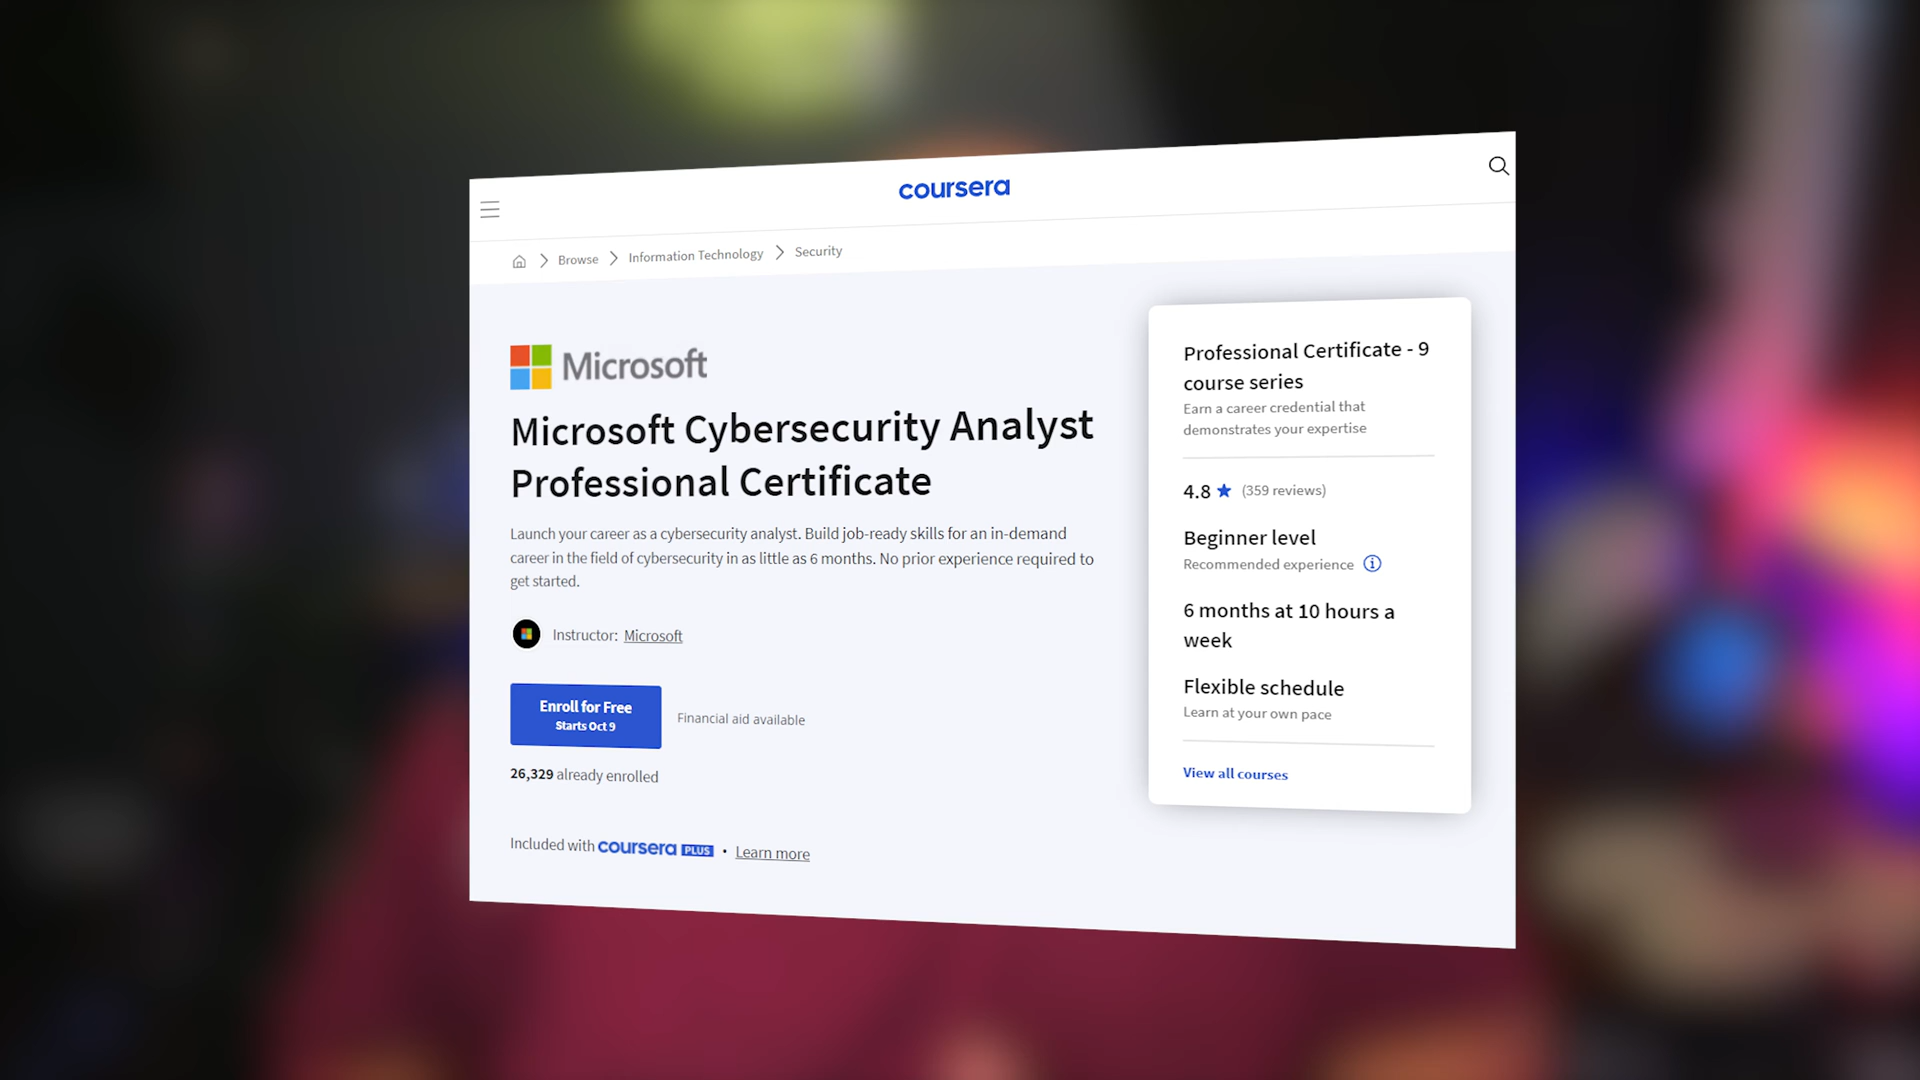 coursera
Browse
Information Technology
Security
Microsoft
Microsoft Cybersecurity Analyst
Professional Certificate
Launch your career as a cybersecurity analyst. Build job-ready skills for an in-demand
career in the field of cybersecurity in as little as 6 months. No prior experience required to
get started.
Instructor: Microsoft
Enroll for Free
Starts Oct 9
Financial aid available
26,329 already enrolled
Included with coursera PLUS • Learn more
Professional Certificate - 9
course series
Earn a career credential that
demonstrates your expertise
4.8 (359 reviews)
Beginner level
Recommended experience
6 months at 10 hours a
week
Flexible schedule
Learn at your own pace
View all courses